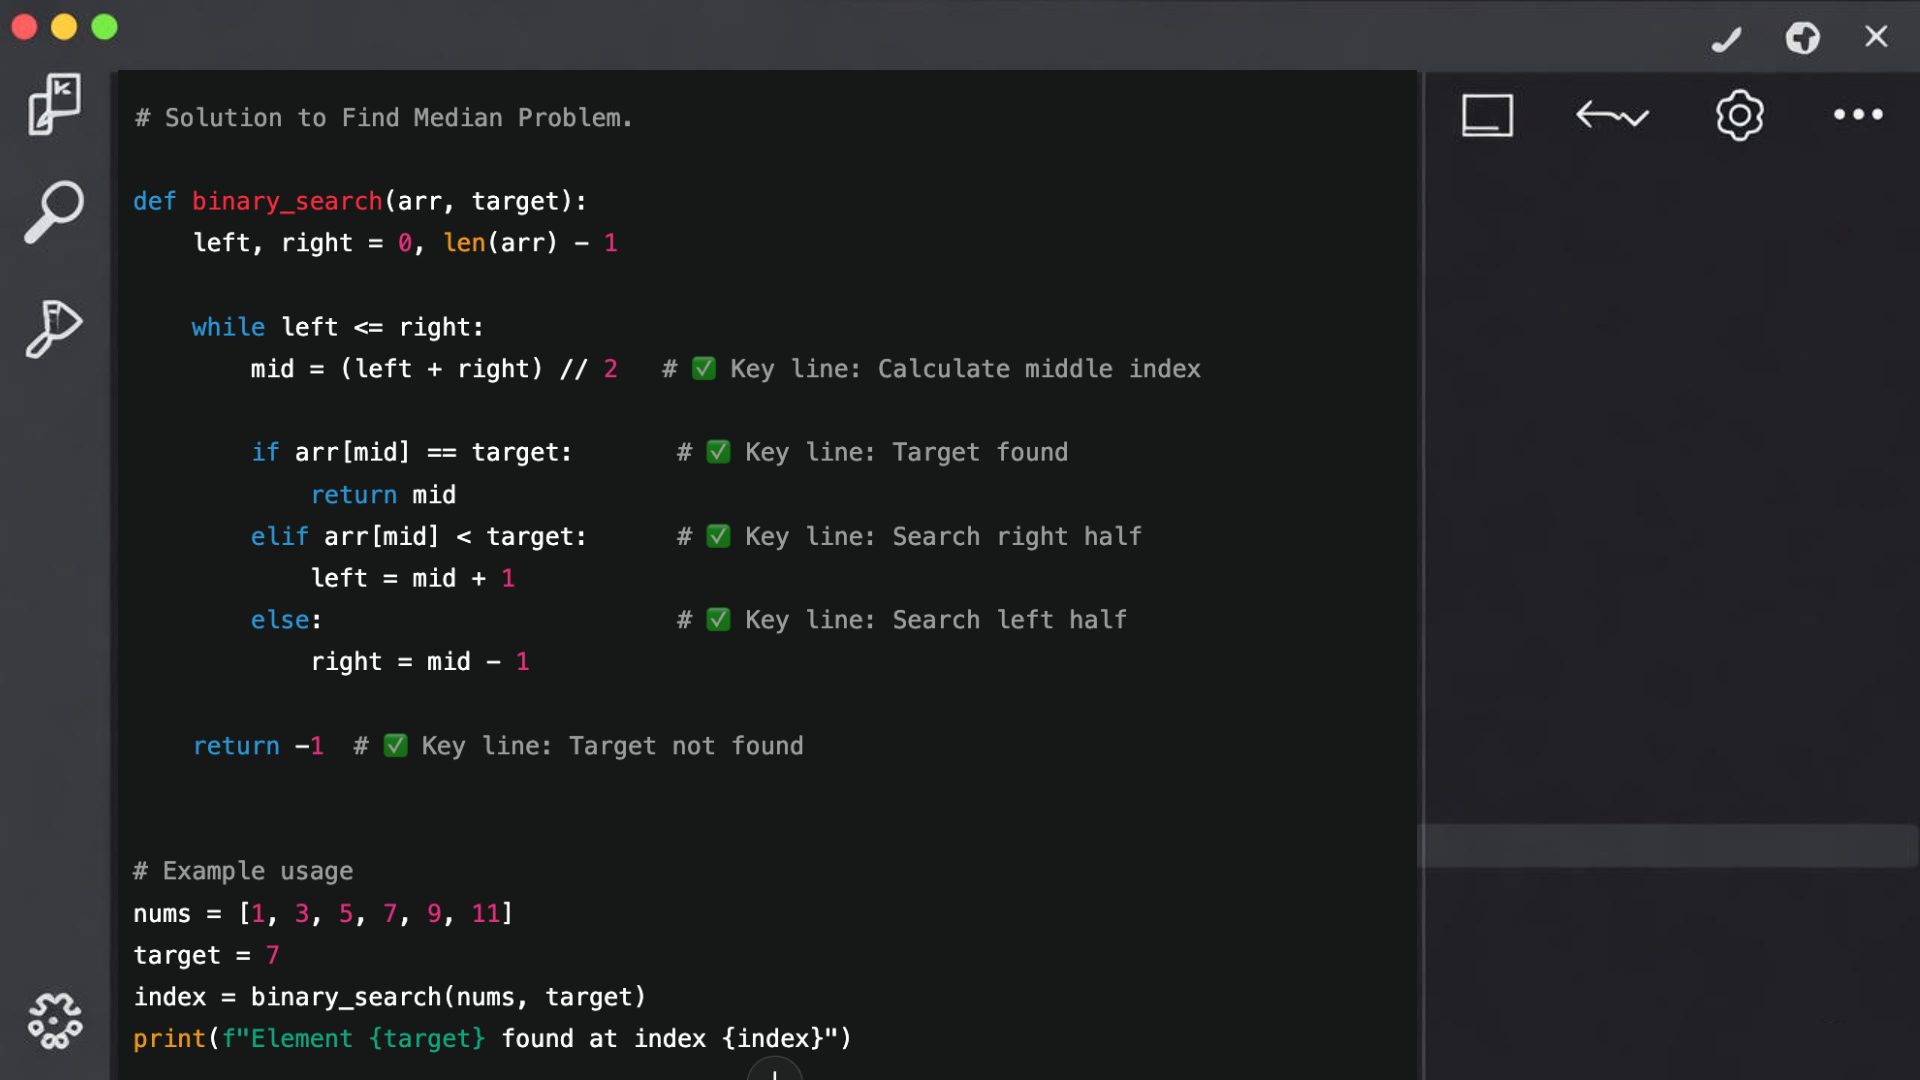 # Solution to Find Median Problem.
def binary_search(arr, target):
    left, right = 0, len(arr) - 1
    while left <= right:
        mid = (left + right) // 2   # ✅ Key line: Calculate middle index
        if arr[mid] == target:       # ✅ Key line: Target found
            return mid
        elif arr[mid] < target:      # ✅ Key line: Search right half
            left = mid + 1
        else:                        # ✅ Key line: Search left half
            right = mid - 1
    return -1  # ✅ Key line: Target not found
# Example usage
nums = [1, 3, 5, 7, 9, 11]
target = 7
index = binary_search(nums, target)
print(f"Element {target} found at index {index}")